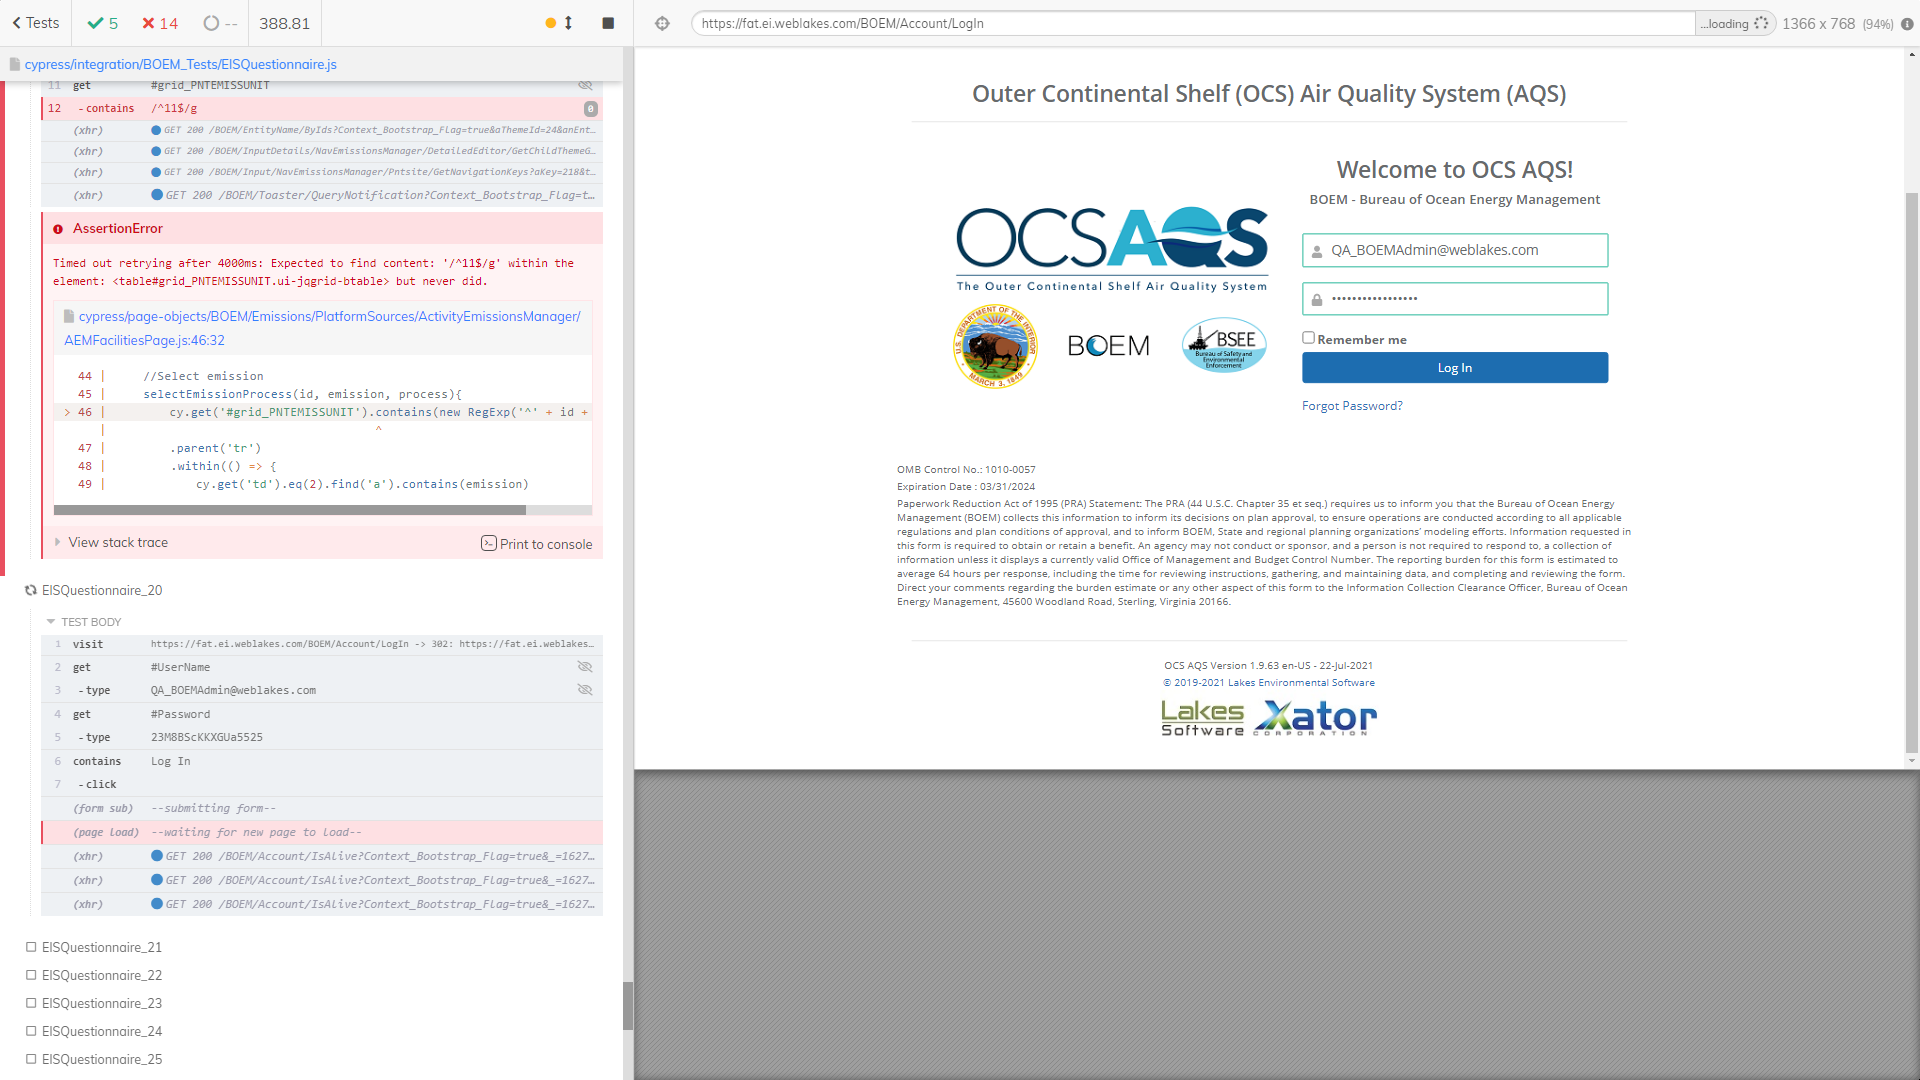 Tests
5
14
--
388.81
cypress/integration/BOEM_Tests/EISQuestionnaire.js
11 get #grid_PNTEMISSUNIT
12 -contains /^11$/g 0
(xhr) GET 200 /BOEM/EntityName/ByIds?Context_Bootstrap_Flag=true&aThemeId=24&anEnt…
(xhr) GET 200 /BOEM/InputDetails/NavEmissionsManager/DetailedEditor/GetChildThemeG…
(xhr) GET 200 /BOEM/Input/NavEmissionsManager/Pntsite/GetNavigationKeys?aKey=218&t…
(xhr) GET 200 /BOEM/Toaster/QueryNotification?Context_Bootstrap_Flag=t…
AssertionError
Timed out retrying after 4000ms: Expected to find content: '/^11$/g' within the
element: <table#grid_PNTEMISSUNIT.ui-jqgrid-btable> but never did.
cypress/page-objects/BOEM/Emissions/PlatformSources/ActivityEmissionsManager/
AEMFacilitiesPage.js:46:32
44 | //Select emission
45 | selectEmissionProcess(id, emission, process){
> 46 | cy.get('#grid_PNTEMISSUNIT').contains(new RegExp('^' + id +
| ^
47 | .parent('tr')
48 | .within(() => {
49 | cy.get('td').eq(2).find('a').contains(emission)
View stack trace
Print to console
EISQuestionnaire_20
TEST BODY
1 visit https://fat.ei.weblakes.com/BOEM/Account/LogIn -> 302: https://fat.ei.weblakes…
2 get #UserName
3 -type QA_BOEMAdmin@weblakes.com
4 get #Password
5 -type 23M8BScKKXGUa5525
6 contains Log In
7 -click
(form sub) --submitting form--
(page load) --waiting for new page to load--
(xhr) GET 200 /BOEM/Account/IsAlive?Context_Bootstrap_Flag=true&_=1627…
(xhr) GET 200 /BOEM/Account/IsAlive?Context_Bootstrap_Flag=true&_=1627…
(xhr) GET 200 /BOEM/Account/IsAlive?Context_Bootstrap_Flag=true&_=1627…
EISQuestionnaire_21
EISQuestionnaire_22
EISQuestionnaire_23
EISQuestionnaire_24
EISQuestionnaire_25
https://fat.ei.weblakes.com/BOEM/Account/LogIn
...loading
1366 x 768 (94%)
Outer Continental Shelf (OCS) Air Quality System (AQS)
OCSAQS
The Outer Continental Shelf Air Quality System
U.S. DEPARTMENT OF THE INTERIOR
MARCH 3, 1849
BOEM
BSEE
Bureau of Safety and
Environmental
Enforcement
Welcome to OCS AQS!
BOEM - Bureau of Ocean Energy Management
QA_BOEMAdmin@weblakes.com
•••••••••••••••••
Remember me
Log In
Forgot Password?
OMB Control No.: 1010-0057
Expiration Date : 03/31/2024
Paperwork Reduction Act of 1995 (PRA) Statement: The PRA (44 U.S.C. Chapter 35 et seq.) requires us to inform you that the Bureau of Ocean Energy
Management (BOEM) collects this information to inform its decisions on plan approval, to ensure operations are conducted according to all applicable
regulations and plan conditions of approval, and to inform BOEM, State and regional planning organizations’ modeling efforts. Information requested in
this form is required to obtain or retain a benefit. An agency may not conduct or sponsor, and a person is not required to respond to, a collection of
information unless it displays a currently valid Office of Management and Budget Control Number. The reporting burden for this form is estimated to
average 64 hours per response, including the time for reviewing instructions, gathering, and maintaining data, and completing and reviewing the form.
Direct your comments regarding the burden estimate or any other aspect of this form to the Information Collection Clearance Officer, Bureau of Ocean
Energy Management, 45600 Woodland Road, Sterling, Virginia 20166.
OCS AQS Version 1.9.63 en-US - 22-Jul-2021
© 2019-2021 Lakes Environmental Software
Lakes
Software
Xator
CORPORATION